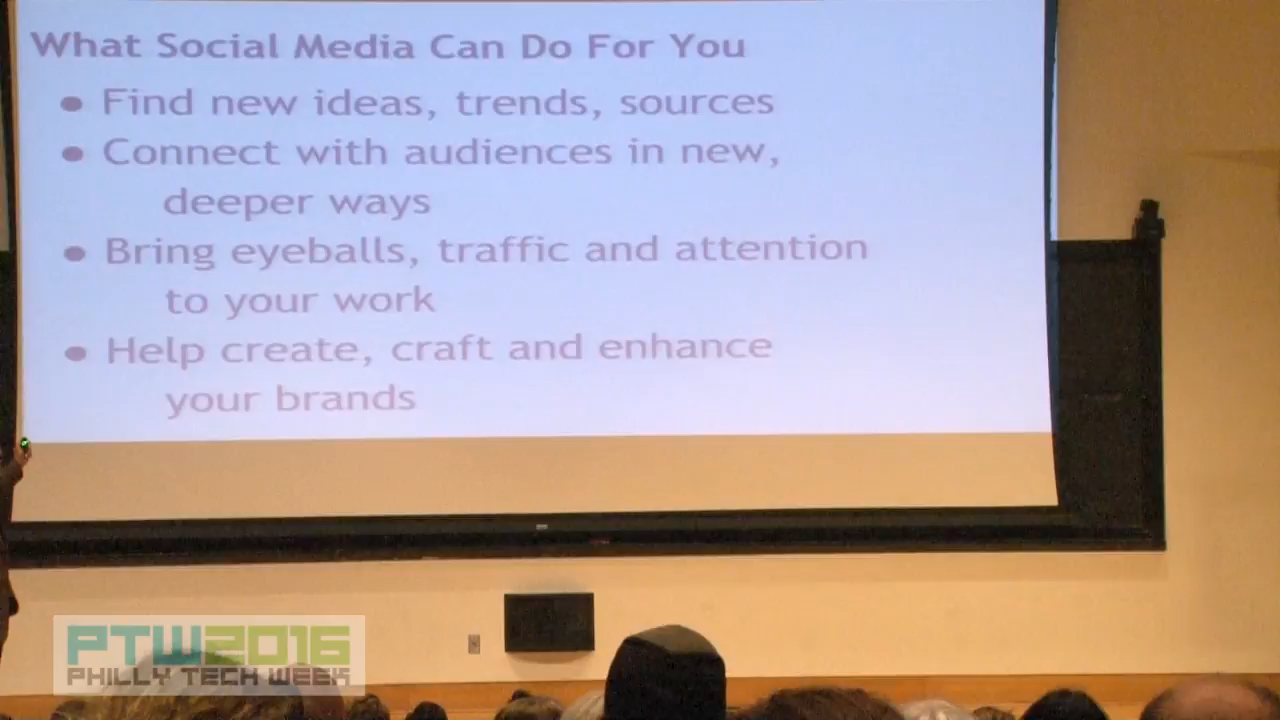 What Social Media Can Do For You
● Find new ideas, trends, sources
● Connect with audiences in new,
deeper ways
● Bring eyeballs, traffic and attention
to your work
● Help create, craft and enhance
your brands
PTW2016
PHILLY TECH WEEK